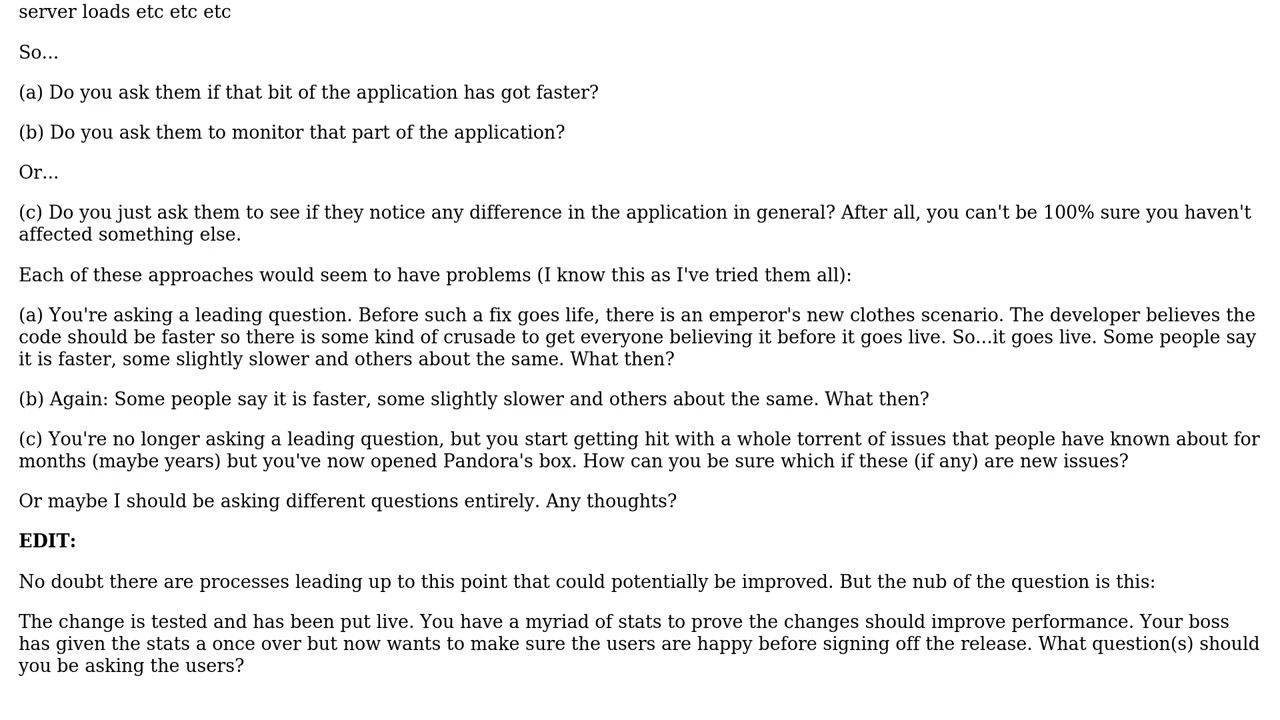 server loads etc etc etc
So...
(a) Do you ask them if that bit of the application has got faster?
(b) Do you ask them to monitor that part of the application?
Or...
(c) Do you just ask them to see if they notice any difference in the application in general? After all, you can't be 100% sure you haven't
affected something else.
Each of these approaches would seem to have problems (I know this as I've tried them all):
(a) You're asking a leading question. Before such a fix goes life, there is an emperor's new clothes scenario. The developer believes the
code should be faster so there is some kind of crusade to get everyone believing it before it goes live. So...it goes live. Some people say
it is faster, some slightly slower and others about the same. What then?
(b) Again: Some people say it is faster, some slightly slower and others about the same. What then?
(c) You're no longer asking a leading question, but you start getting hit with a whole torrent of issues that people have known about for
months (maybe years) but you've now opened Pandora's box. How can you be sure which if these (if any) are new issues?
Or maybe I should be asking different questions entirely. Any thoughts?
EDIT:
No doubt there are processes leading up to this point that could potentially be improved. But the nub of the question is this:
The change is tested and has been put live. You have a myriad of stats to prove the changes should improve performance. Your boss
has given the stats a once over but now wants to make sure the users are happy before signing off the release. What question(s) should
you be asking the users?